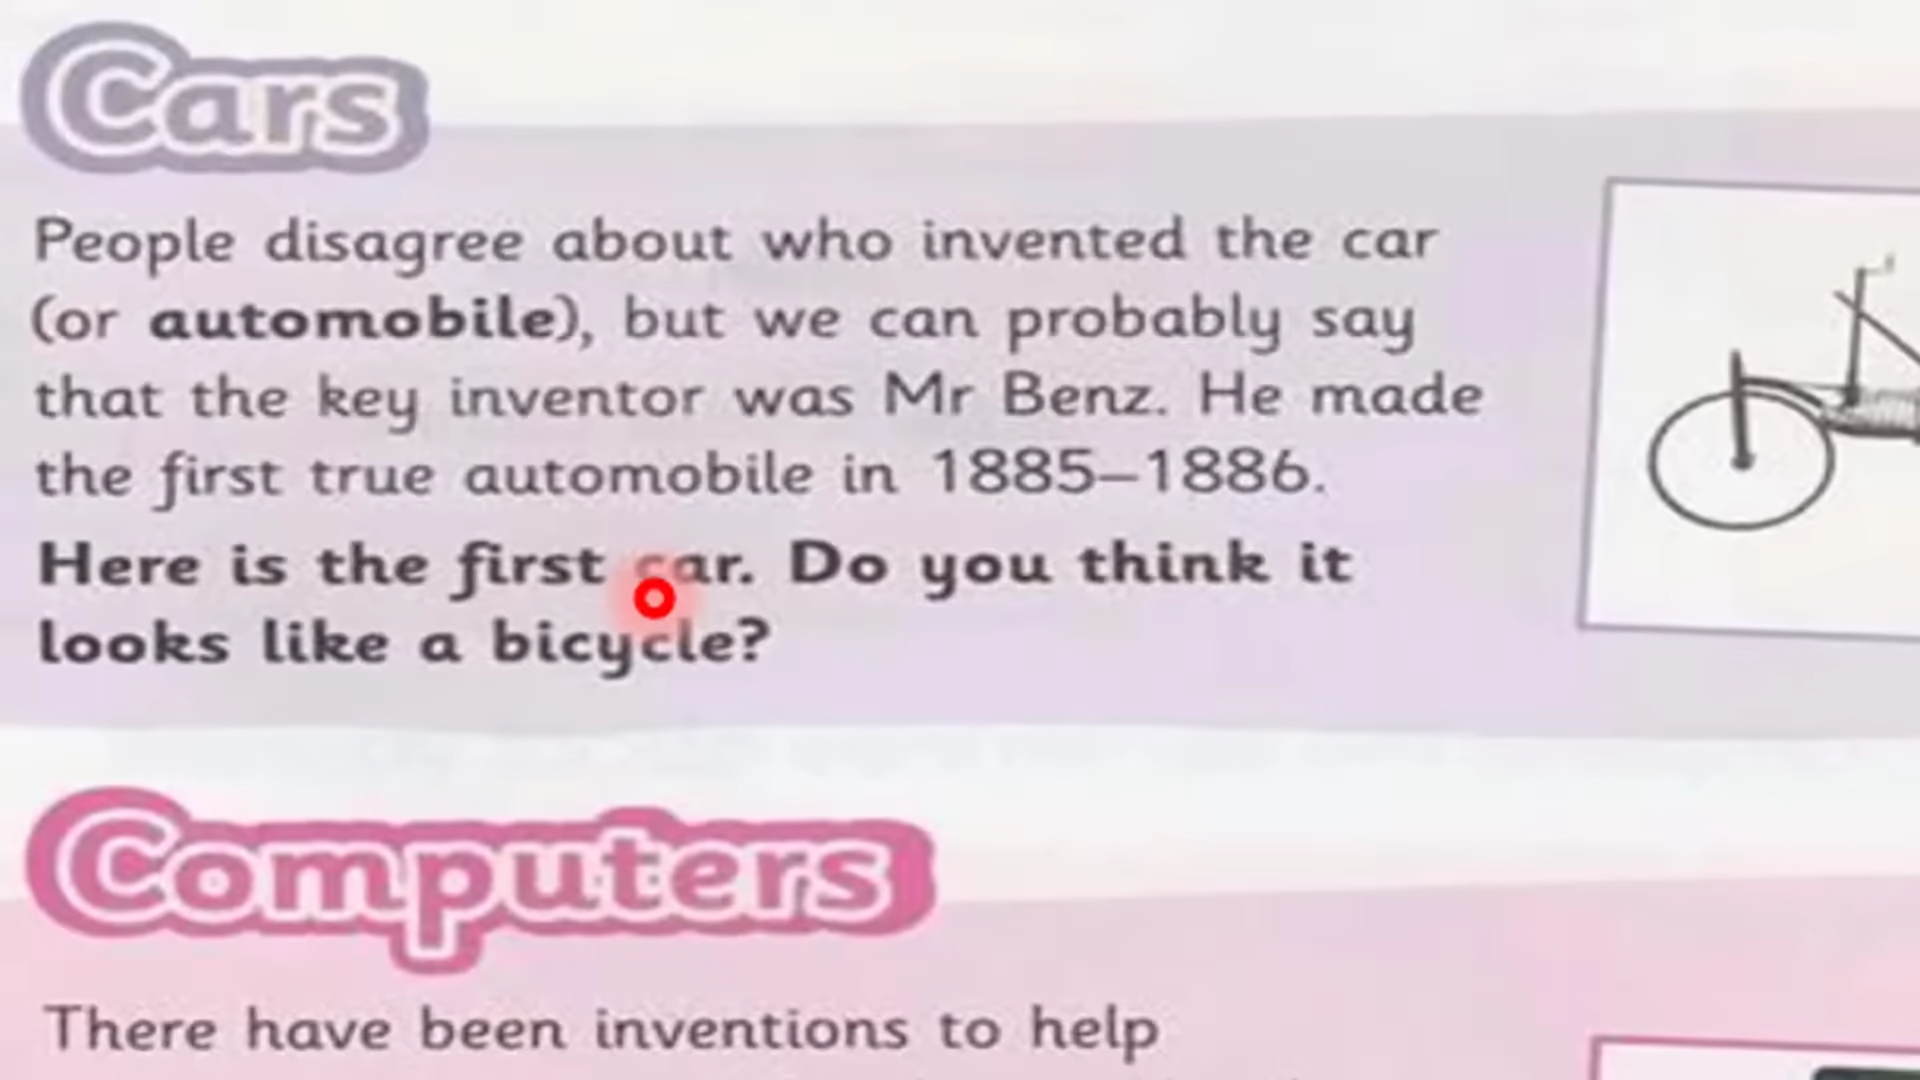 Cars
People disagree about who invented the car
(or automobile), but we can probably say
that the key inventor was Mr Benz. He made
the first true automobile in 1885–1886.
Here is the first car. Do you think it
looks like a bicycle?
Computers
There have been inventions to help